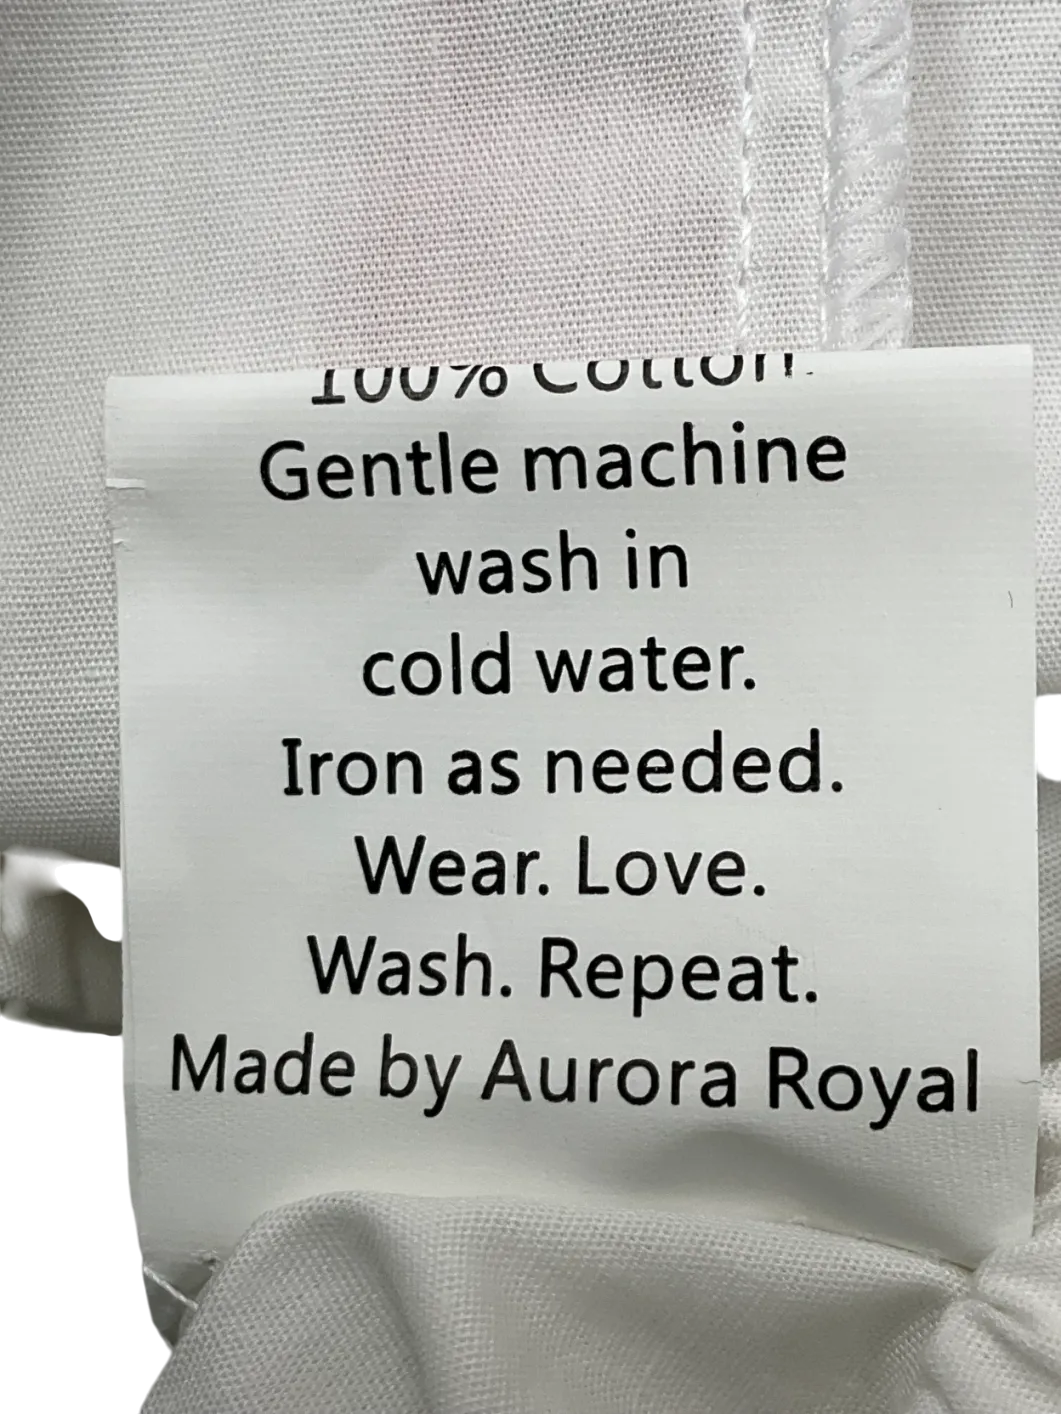 100% Cotton.
Gentle machine
wash in
cold water.
Iron as needed.
Wear. Love.
Wash. Repeat.
Made by Aurora Royal